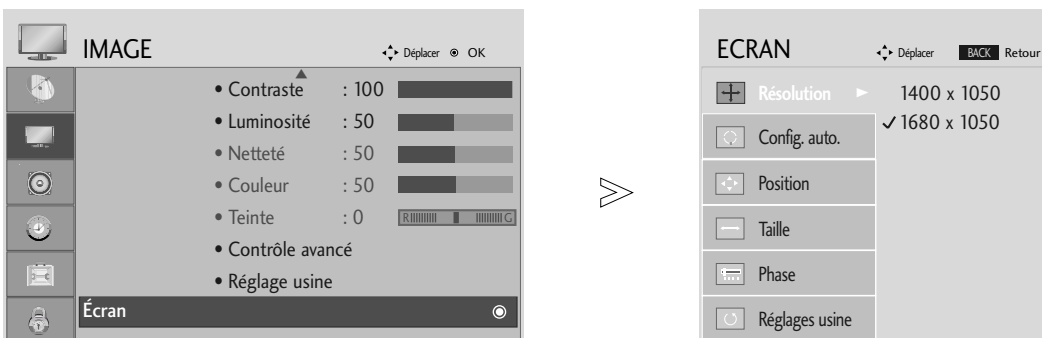 IMAGE
Déplacer OK
• Contraste : 100
• Luminosité : 50
• Netteté : 50
• Couleur : 50
• Teinte : 0 R G
• Contrôle avancé
• Réglage usine
Écran
ECRAN
Déplacer BACK Retour
Résolution ► 1400 x 1050
✓ 1680 x 1050
Config. auto.
Position
Taille
Phase
Réglages usine